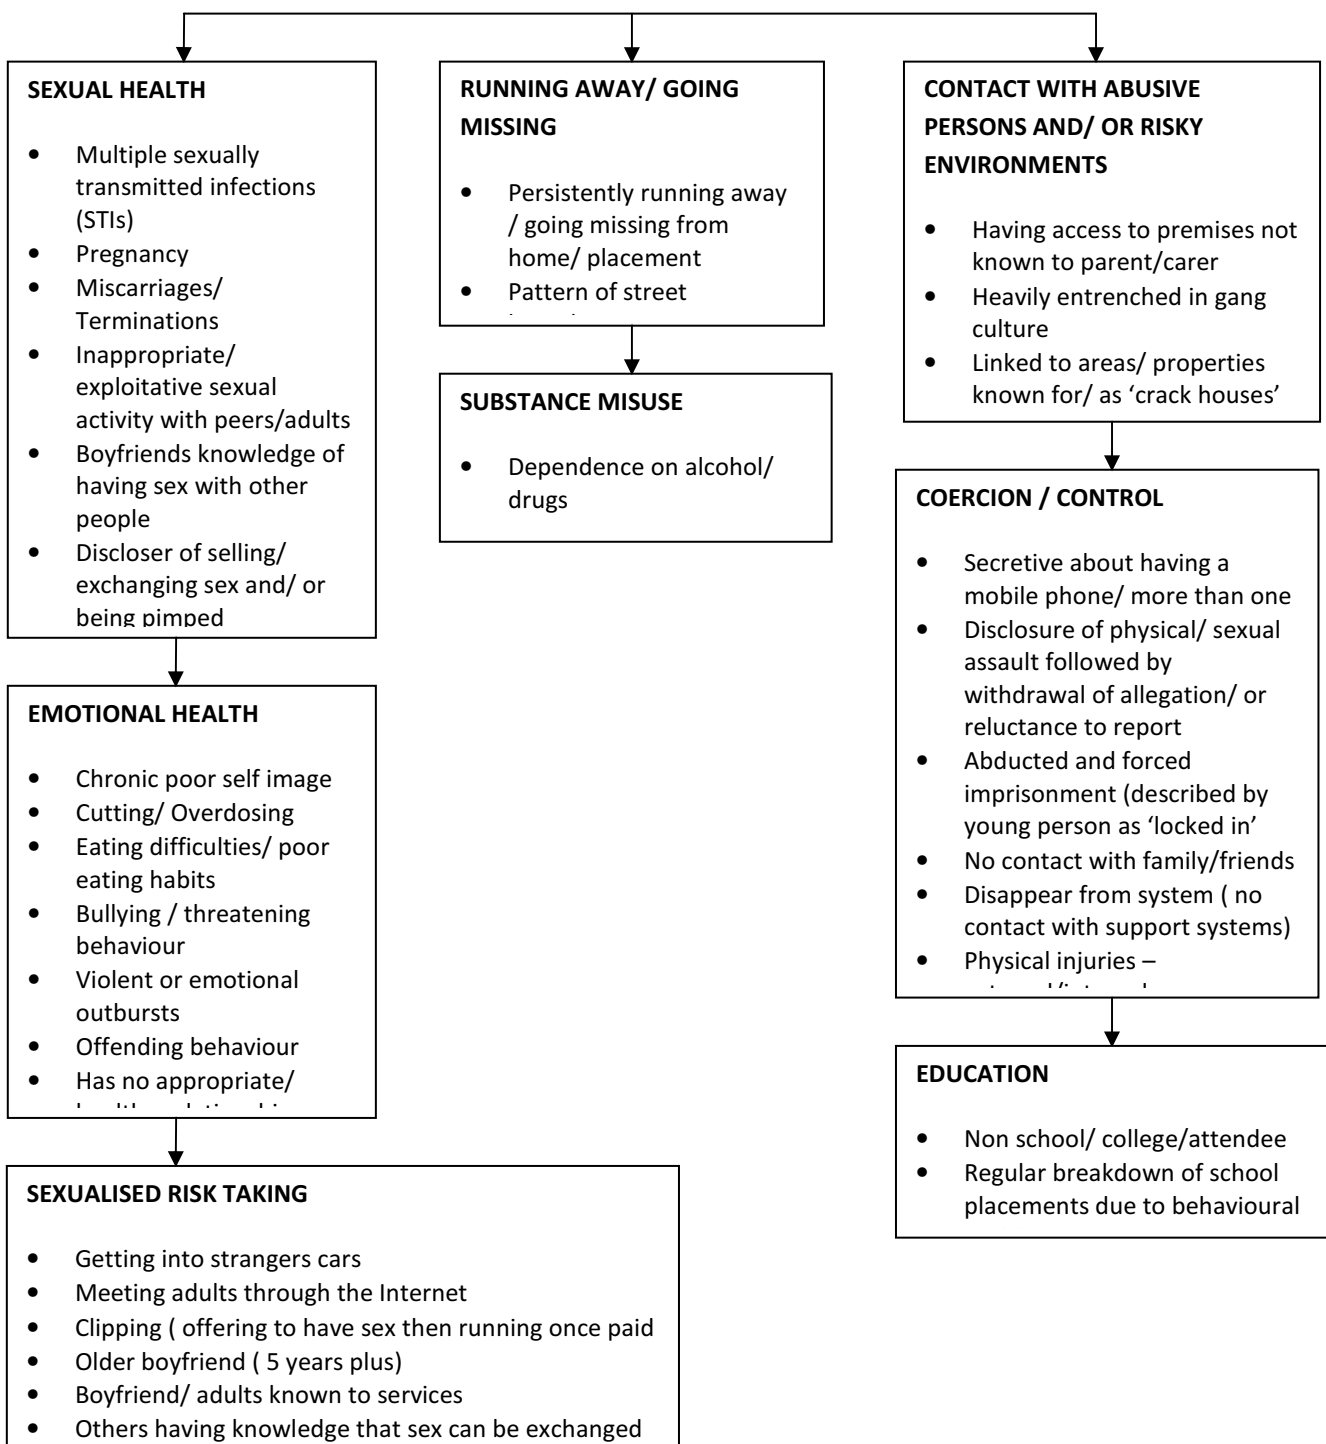 SEXUAL HEALTH
• Multiple sexually
transmitted infections
(STIs)
• Pregnancy
• Miscarriages/
Terminations
• Inappropriate/
exploitative sexual
activity with peers/adults
• Boyfriends knowledge of
having sex with other
people
• Discloser of selling/
exchanging sex and/ or
being pimped
EMOTIONAL HEALTH
• Chronic poor self image
• Cutting/ Overdosing
• Eating difficulties/ poor
eating habits
• Bullying / threatening
behaviour
• Violent or emotional
outbursts
• Offending behaviour
• Has no appropriate/
SEXUALISED RISK TAKING
• Getting into strangers cars
• Meeting adults through the Internet
• Clipping ( offering to have sex then running once paid
• Older boyfriend ( 5 years plus)
• Boyfriend/ adults known to services
• Others having knowledge that sex can be exchanged
RUNNING AWAY/ GOING
MISSING
• Persistently running away
/ going missing from
home/ placement
• Pattern of street
SUBSTANCE MISUSE
• Dependence on alcohol/
drugs
CONTACT WITH ABUSIVE
PERSONS AND/ OR RISKY
ENVIRONMENTS
• Having access to premises not
known to parent/carer
• Heavily entrenched in gang
culture
• Linked to areas/ properties
known for/ as ‘crack houses’
COERCION / CONTROL
• Secretive about having a
mobile phone/ more than one
• Disclosure of physical/ sexual
assault followed by
withdrawal of allegation/ or
reluctance to report
• Abducted and forced
imprisonment (described by
young person as ‘locked in’
• No contact with family/friends
• Disappear from system ( no
contact with support systems)
• Physical injuries –
EDUCATION
• Non school/ college/attendee
• Regular breakdown of school
placements due to behavioural